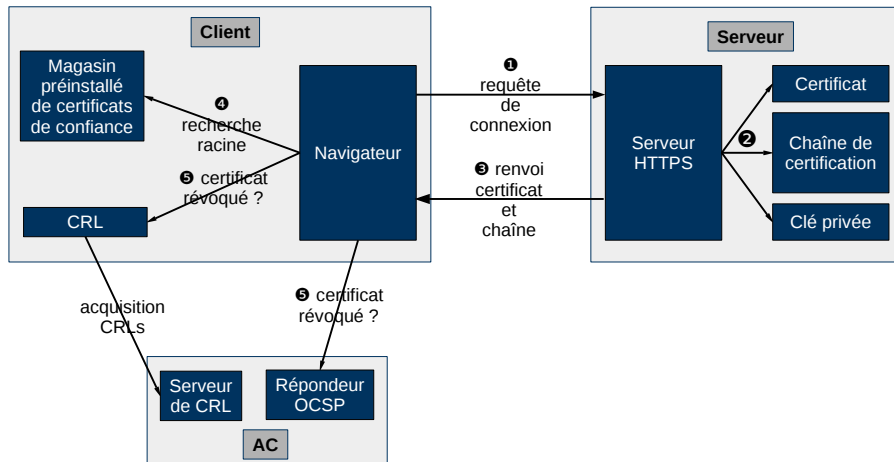 Client
Magasin
préinstallé
de certificats
de confiance
❹
recherche
racine
Navigateur
❺ certificat
révoqué ?
CRL
❶
requête
de
connexion
❸ renvoi
certificat
et
chaîne
Serveur
Serveur
HTTPS
❷
Certificat
Chaîne de
certification
Clé privée
acquisition
CRLs
❺ certificat
révoqué ?
Serveur
de CRL
Répondeur
OCSP
AC